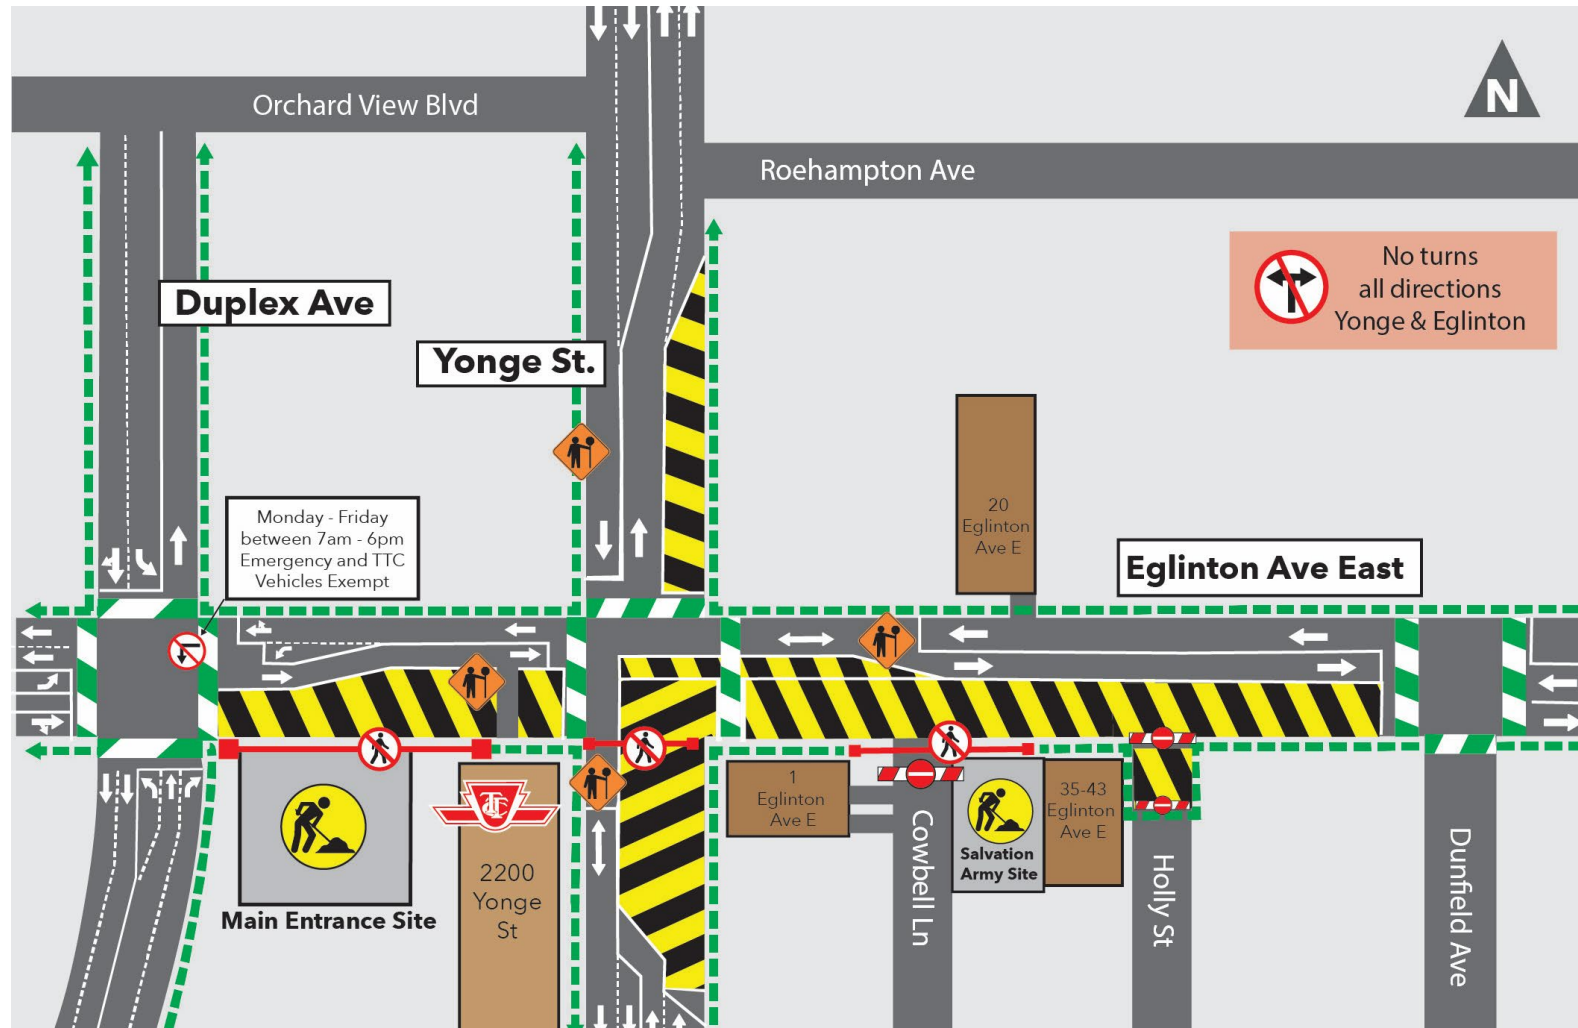 Orchard View Blvd
N
Roehampton Ave
No turns
all directions
Yonge & Eglinton
Duplex Ave
Yonge St.
Monday - Friday
between 7am - 6pm
Emergency and TTC
Vehicles Exempt
20
Eglinton
Ave E
Eglinton Ave East
1
Eglinton
Ave E
35-43
Eglinton
Ave E
TTC
2200
Yonge
St
Main Entrance Site
Cowbell Ln
Salvation
Army Site
Holly St
Dunfield Ave